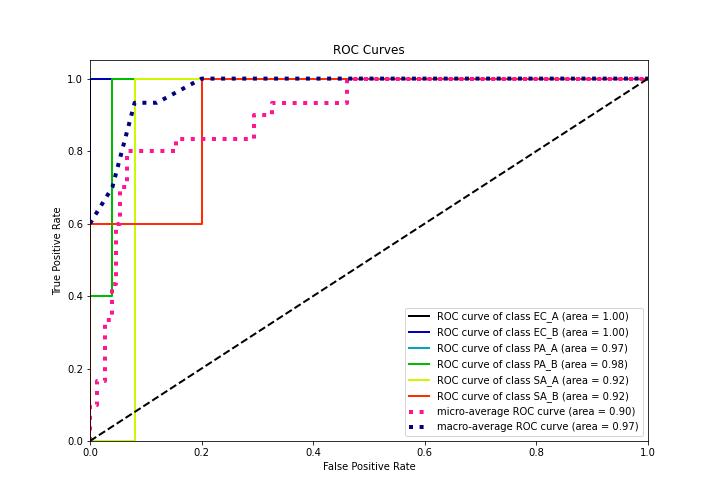 ROC Curves
1.0
0.8
0.6
0.4
0.2
0.0
True Positive Rate
ROC curve of class EC_A (area = 1.00)
ROC curve of class EC_B (area = 1.00)
ROC curve of class PA_A (area = 0.97)
ROC curve of class PA_B (area = 0.98)
ROC curve of class SA_A (area = 0.92)
ROC curve of class SA_B (area = 0.92)
micro-average ROC curve (area = 0.90)
macro-average ROC curve (area = 0.97)
0.0 0.2 0.4 0.6 0.8 1.0
False Positive Rate